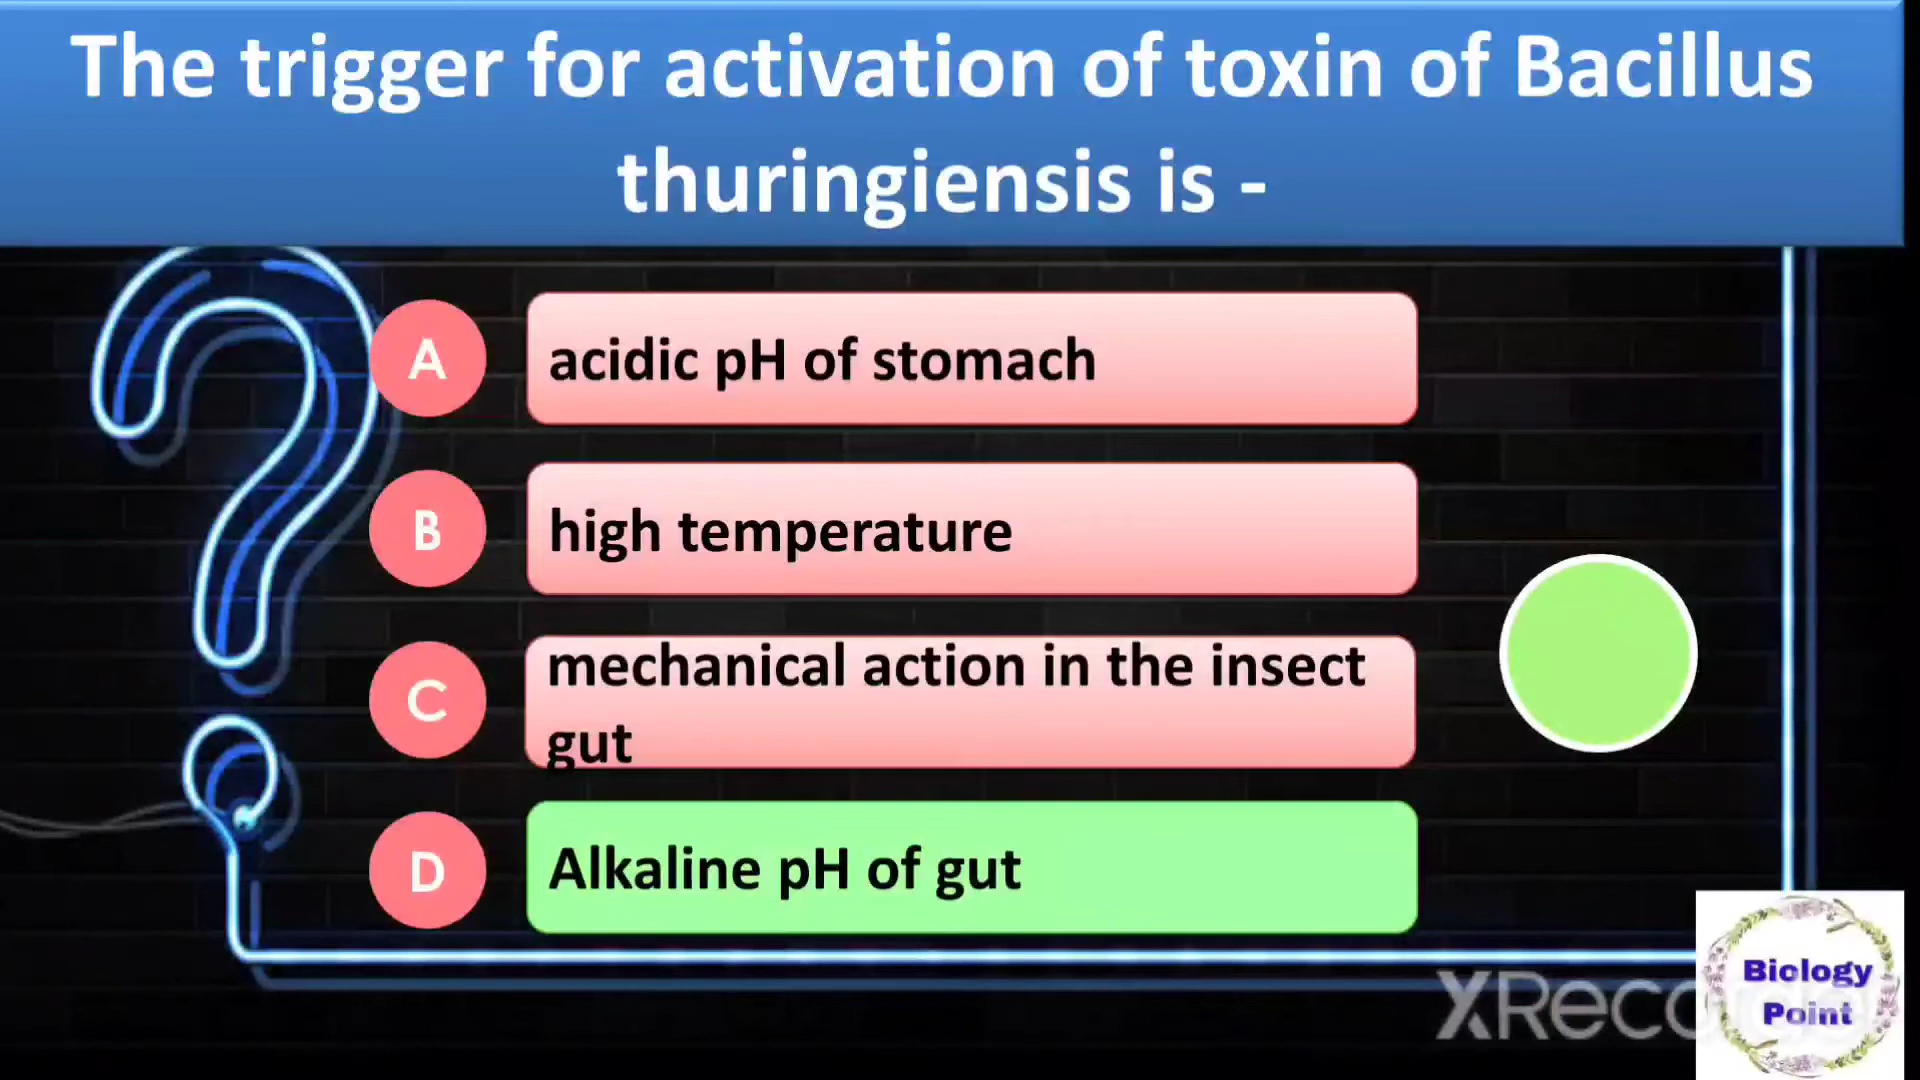 The trigger for activation of toxin of Bacillus
thuringiensis is -
A
acidic pH of stomach
B
high temperature
C
mechanical action in the insect
gut
D
Alkaline pH of gut
Biology
Point